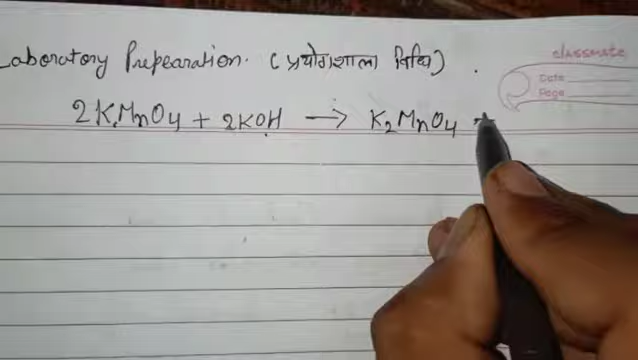 Laboratory Prepearation. (प्रयोगशाला विधि) .
classmate
Date
Page
2KMnO4 + 2KOH → K2MnO4